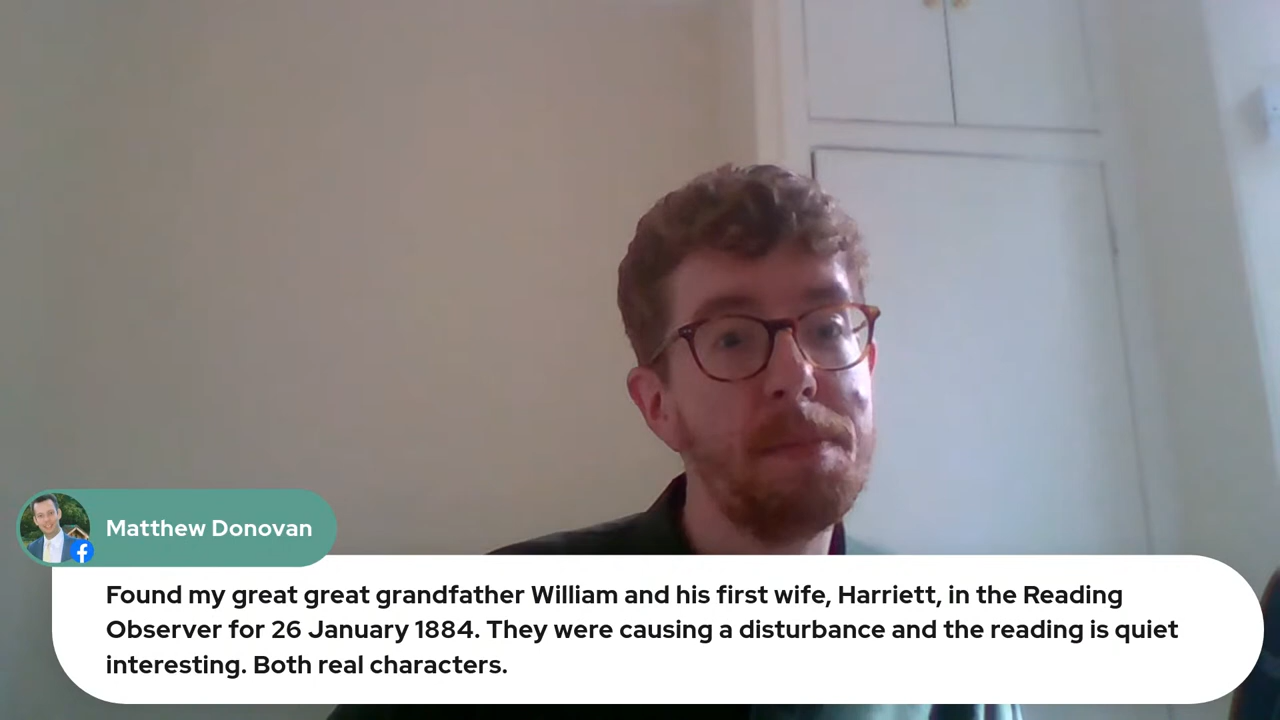 Matthew Donovan
Found my great great grandfather William and his first wife, Harriett, in the Reading
Observer for 26 January 1884. They were causing a disturbance and the reading is quiet
interesting. Both real characters.